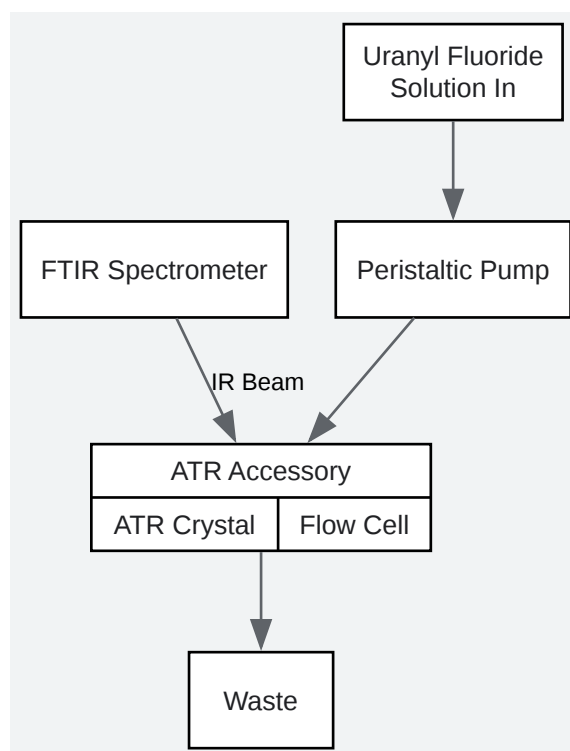 Uranyl Fluoride
Solution In
FTIR Spectrometer
Peristaltic Pump
IR Beam
ATR Accessory
ATR Crystal
Flow Cell
Waste